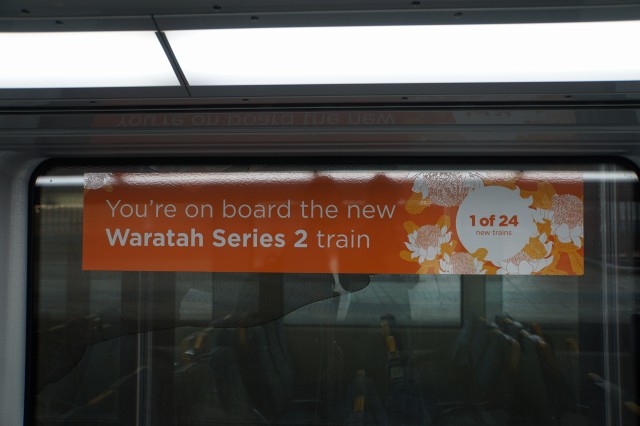 You're on board the new
Waratah Series 2 train
1 of 24
new trains